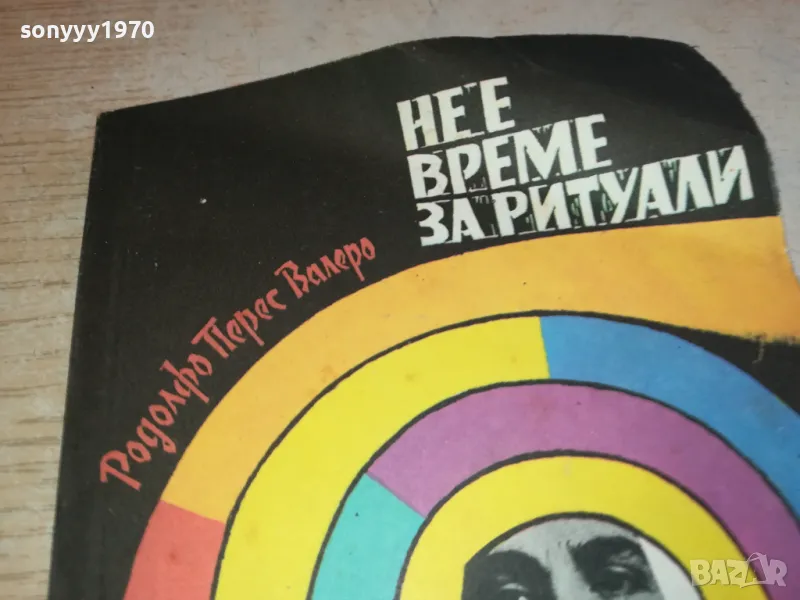 sonyyy1970
НЕ Е
ВРЕМЕ
ЗА РИТУАЛИ
Родолфо Перес Валеро
BAZAR